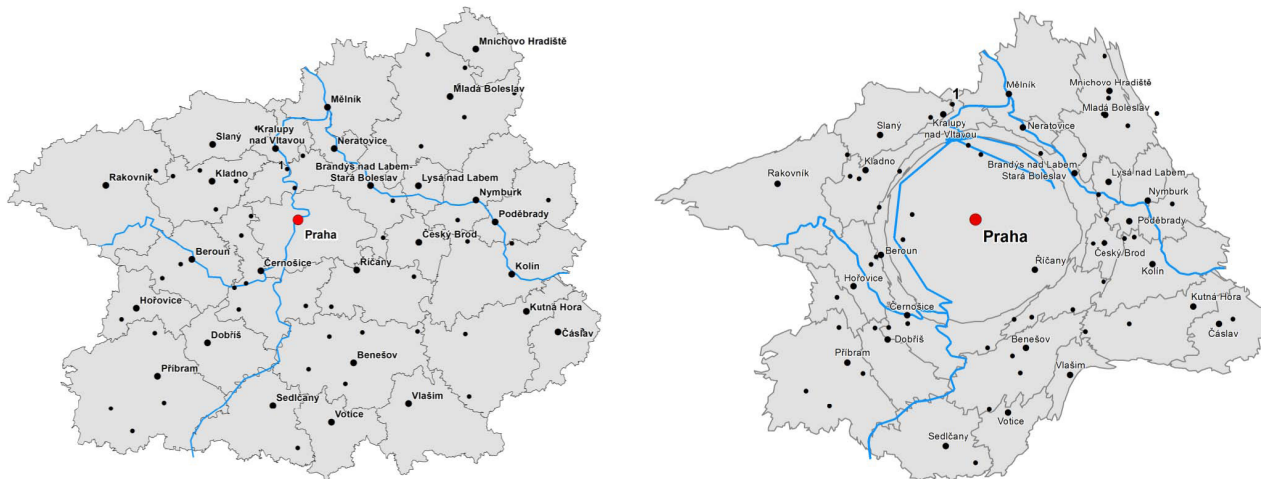 Mnichovo Hradiště
Mladá Boleslav
Mělník
Slaný
Kralupy
nad Vltavou
Neratovice
1
Brandýs nad Labem-
Stará Boleslav
Lysá nad Labem
Rakovník
Kladno
Nymburk
Poděbrady
Praha
Český Brod
Beroun
Černošice
Říčany
Kolín
Hořovice
Kutná Hora
Čáslav
Dobříš
Benešov
Příbram
Sedlčany
Vlašim
Votice
Mnichovo Hradiště
Mělník
1
Mladá Boleslav
Kralupy
nad Vltavou
Neratovice
Slaný
Kladno
Brandýs nad Labem-
Stará Boleslav
Lysá nad Labem
Rakovník
Nymburk
Poděbrady
Praha
Beroun
Český Brod
Říčany
Kolín
Hořovice
Černošice
Kutná Hora
Čáslav
Dobříš
Benešov
Příbram
Vlašim
Votice
Sedlčany